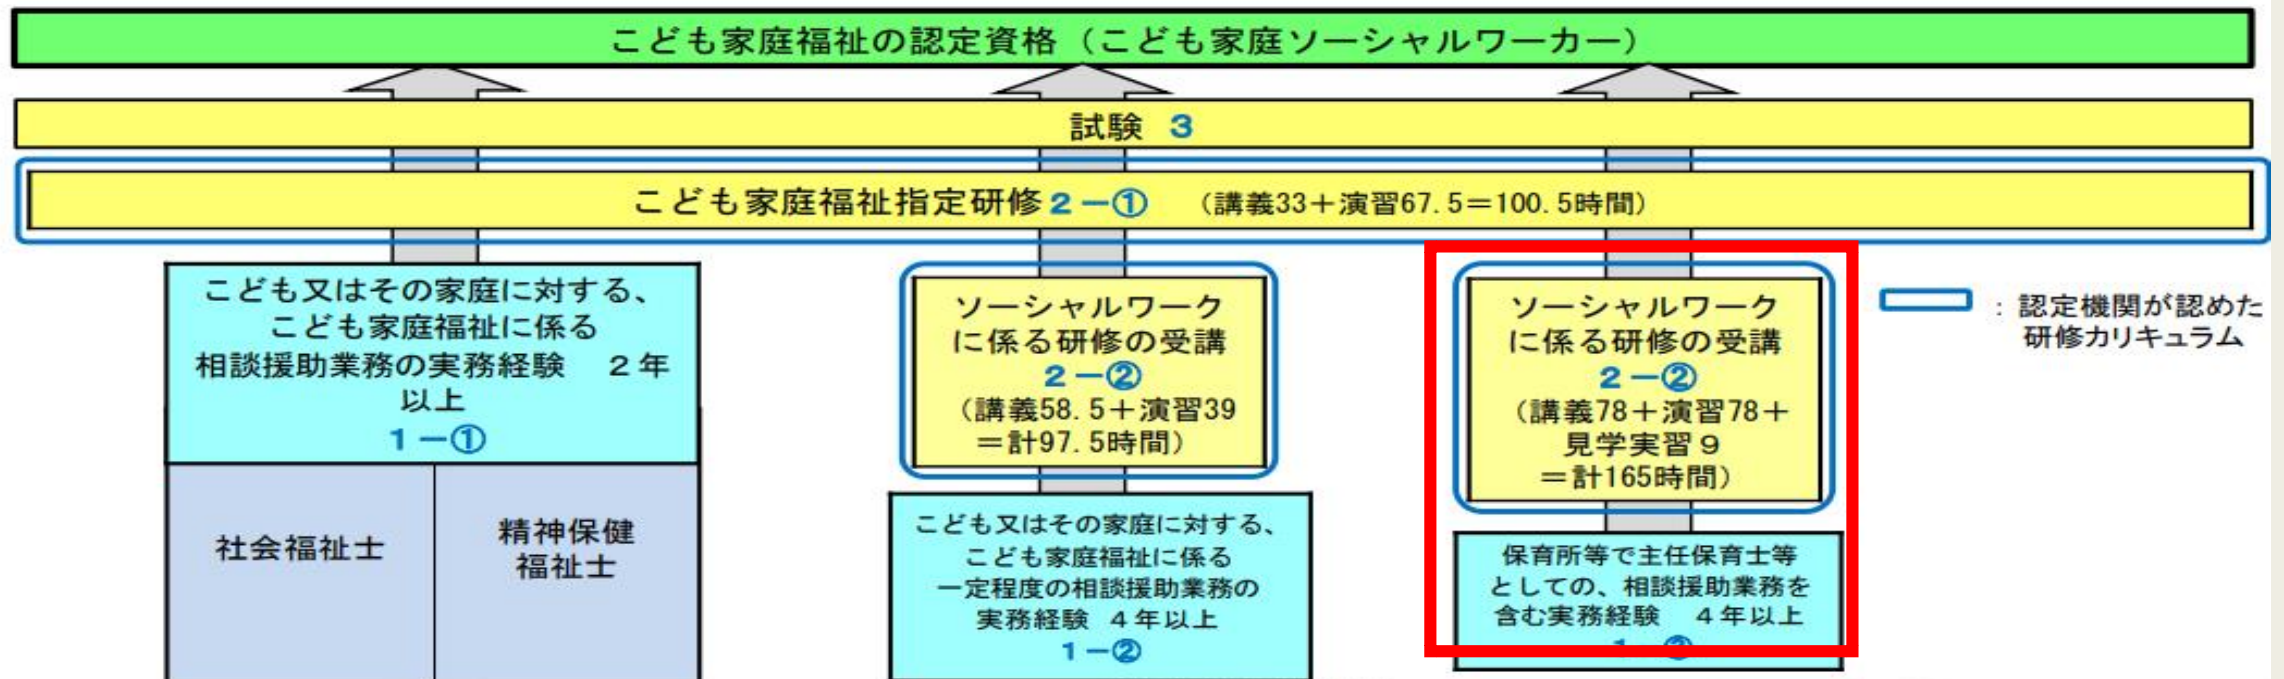 こども家庭福祉の認定資格（こども家庭ソーシャルワーカー）
試験 3
こども家庭福祉指定研修2－① （講義33＋演習67.5＝100.5時間）
こども又はその家庭に対する、
こども家庭福祉に係る
相談援助業務の実務経験　２年
以上
1－①
社会福祉士
精神保健
福祉士
ソーシャルワーク
に係る研修の受講
2－②
（講義58.5＋演習39
＝計97.5時間）
こども又はその家庭に対する、
こども家庭福祉に係る
一定程度の相談援助業務の
実務経験 ４年以上
1－②
ソーシャルワーク
に係る研修の受講
2－②
（講義78＋演習78＋
見学実習９
＝計165時間）
保育所等で主任保育士等
としての、相談援助業務を
含む実務経験　４年以上
：認定機関が認めた
研修カリキュラム